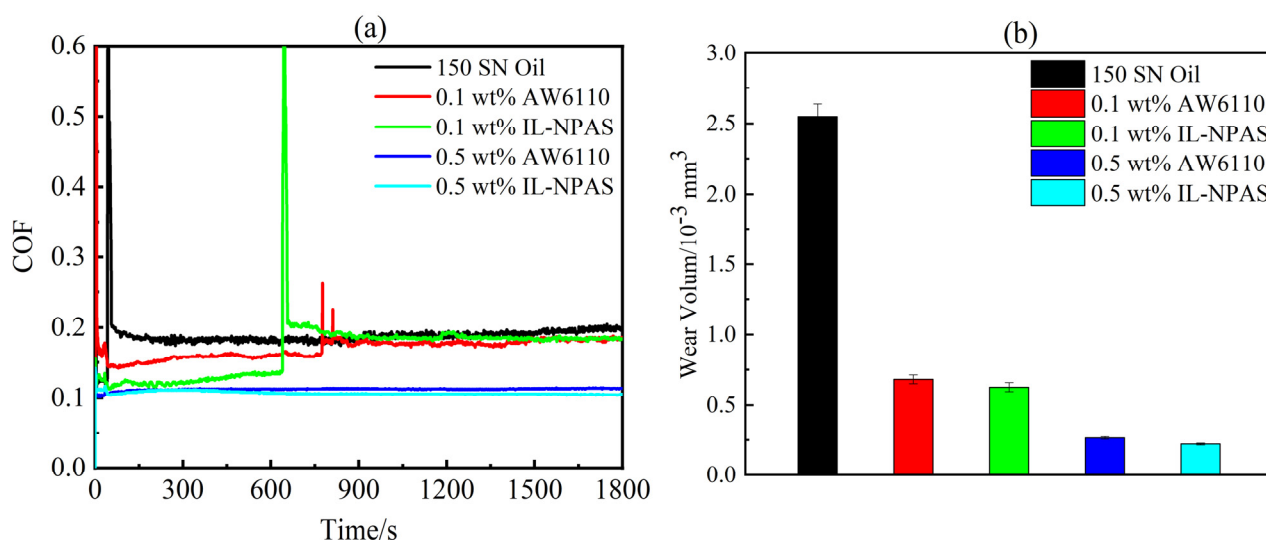 (a)
0.6
0.5
0.4
0.3
0.2
0.1
0.0
COF
0
300
600
900
1200
1500
1800
Time/s
150 SN Oil
0.1 wt% AW6110
0.1 wt% IL-NPAS
0.5 wt% AW6110
0.5 wt% IL-NPAS
(b)
3.0
2.5
2.0
1.5
1.0
0.5
0.0
Wear Volum/10⁻³ mm³
150 SN Oil
0.1 wt% AW6110
0.1 wt% IL-NPAS
0.5 wt% AW6110
0.5 wt% IL-NPAS